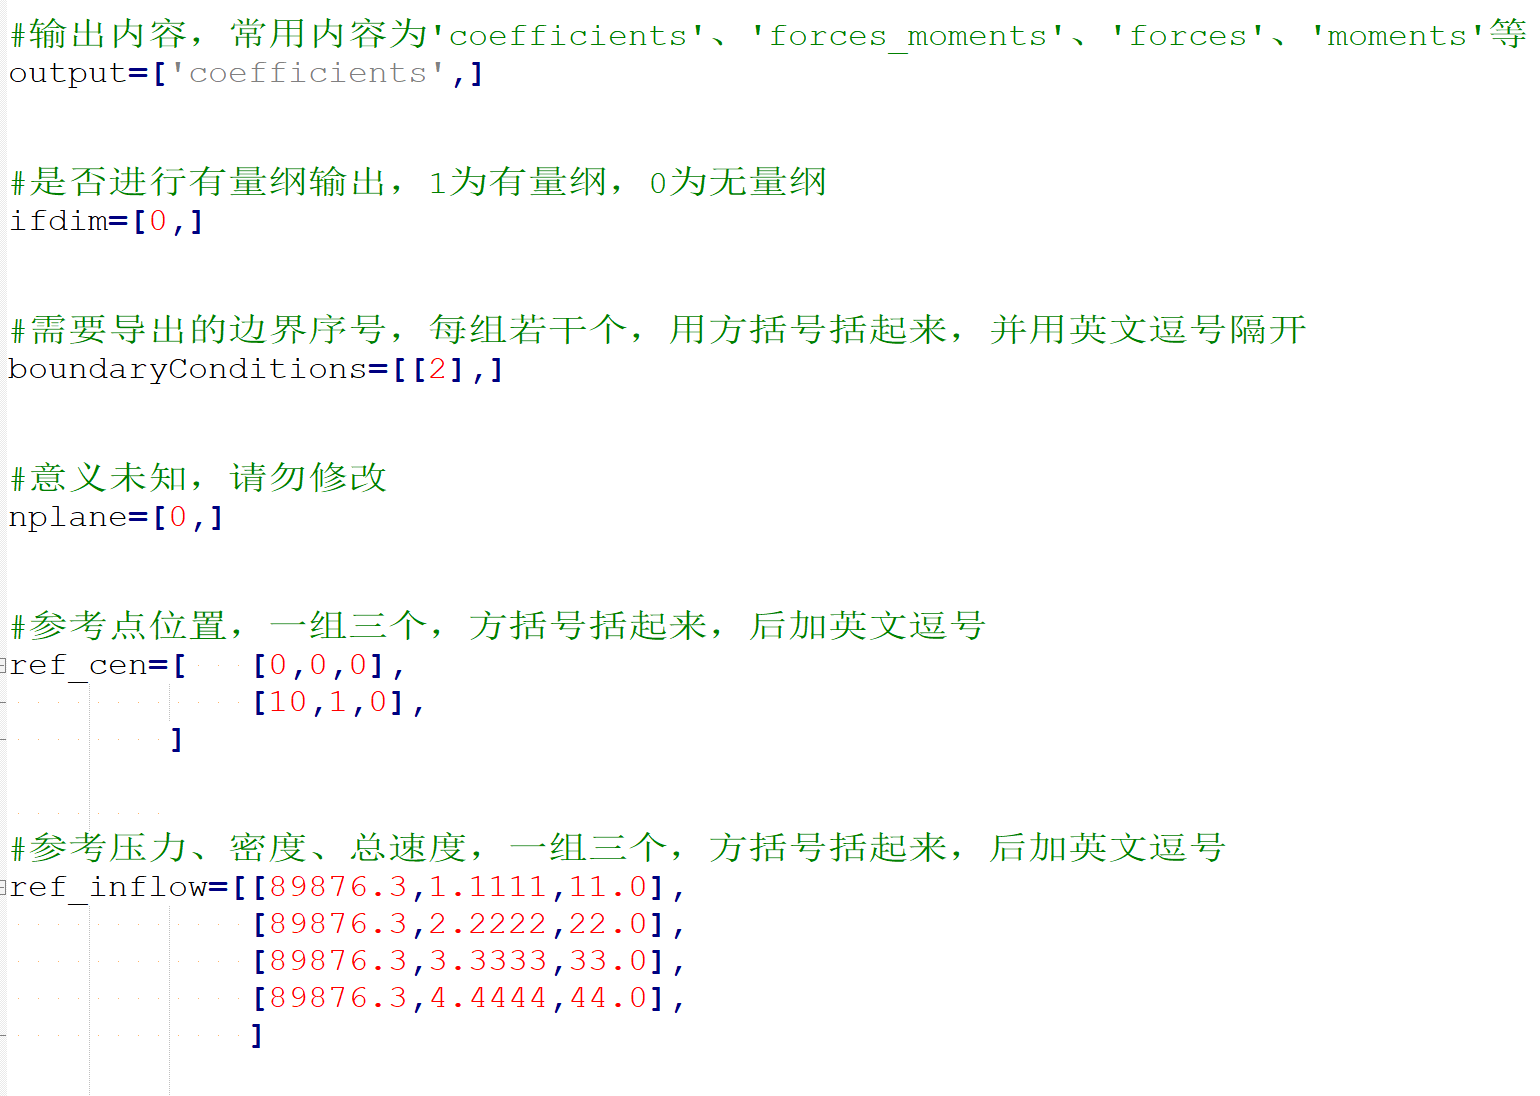 #输出内容，常用内容为'coefficients'、'forces_moments'、'forces'、'moments'等
output=['coefficients',]
#是否进行有量纲输出，1为有量纲，0为无量纲
ifdim=[0,]
#需要导出的边界序号，每组若干个，用方括号括起来，并用英文逗号隔开
boundaryConditions=[[2],]
#意义未知，请勿修改
nplane=[0,]
#参考点位置，一组三个，方括号括起来，后加英文逗号
ref_cen=[   [0,0,0],
            [10,1,0],
        ]
#参考压力、密度、总速度，一组三个，方括号括起来，后加英文逗号
ref_inflow=[[89876.3,1.1111,11.0],
            [89876.3,2.2222,22.0],
            [89876.3,3.3333,33.0],
            [89876.3,4.4444,44.0],
            ]